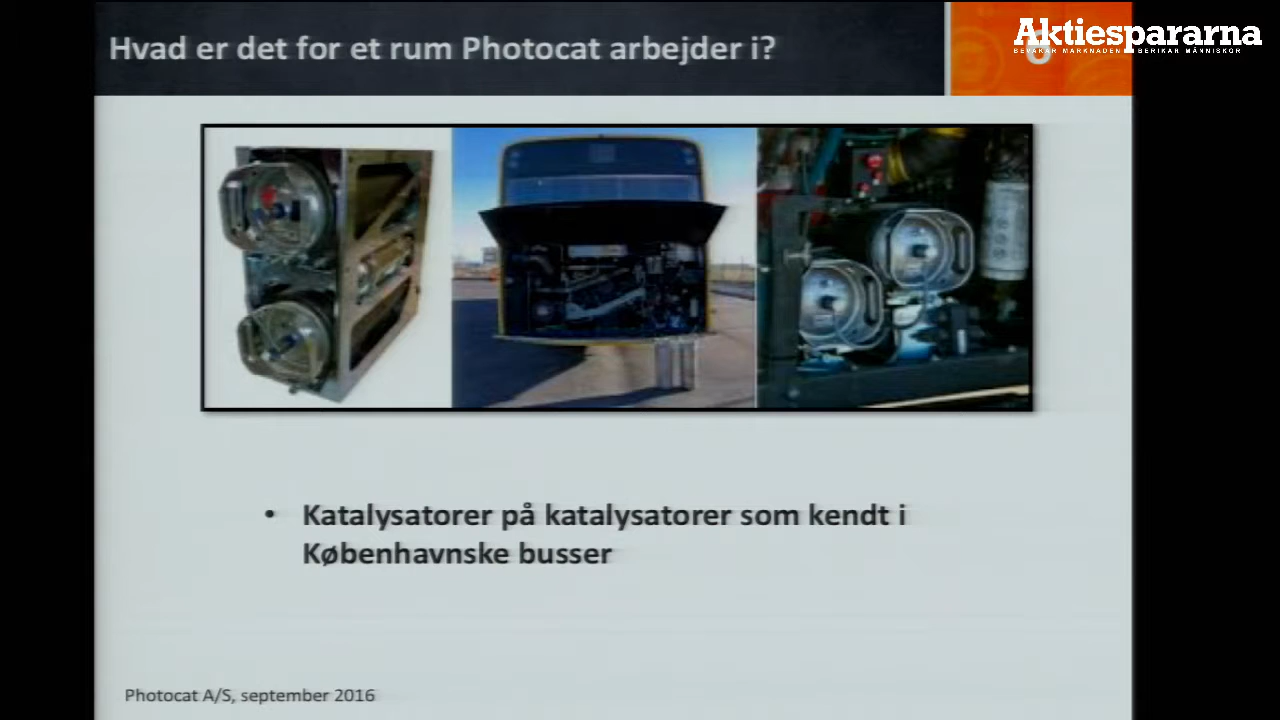 Hvad er det for et rum Photocat arbejder i?
Aktiespararna
BEVAKAR MARKNADEN BERIKAR MÄNNISKOR
• Katalysatorer på katalysatorer som kendt i
Københavnske busser
Photocat A/S, september 2016